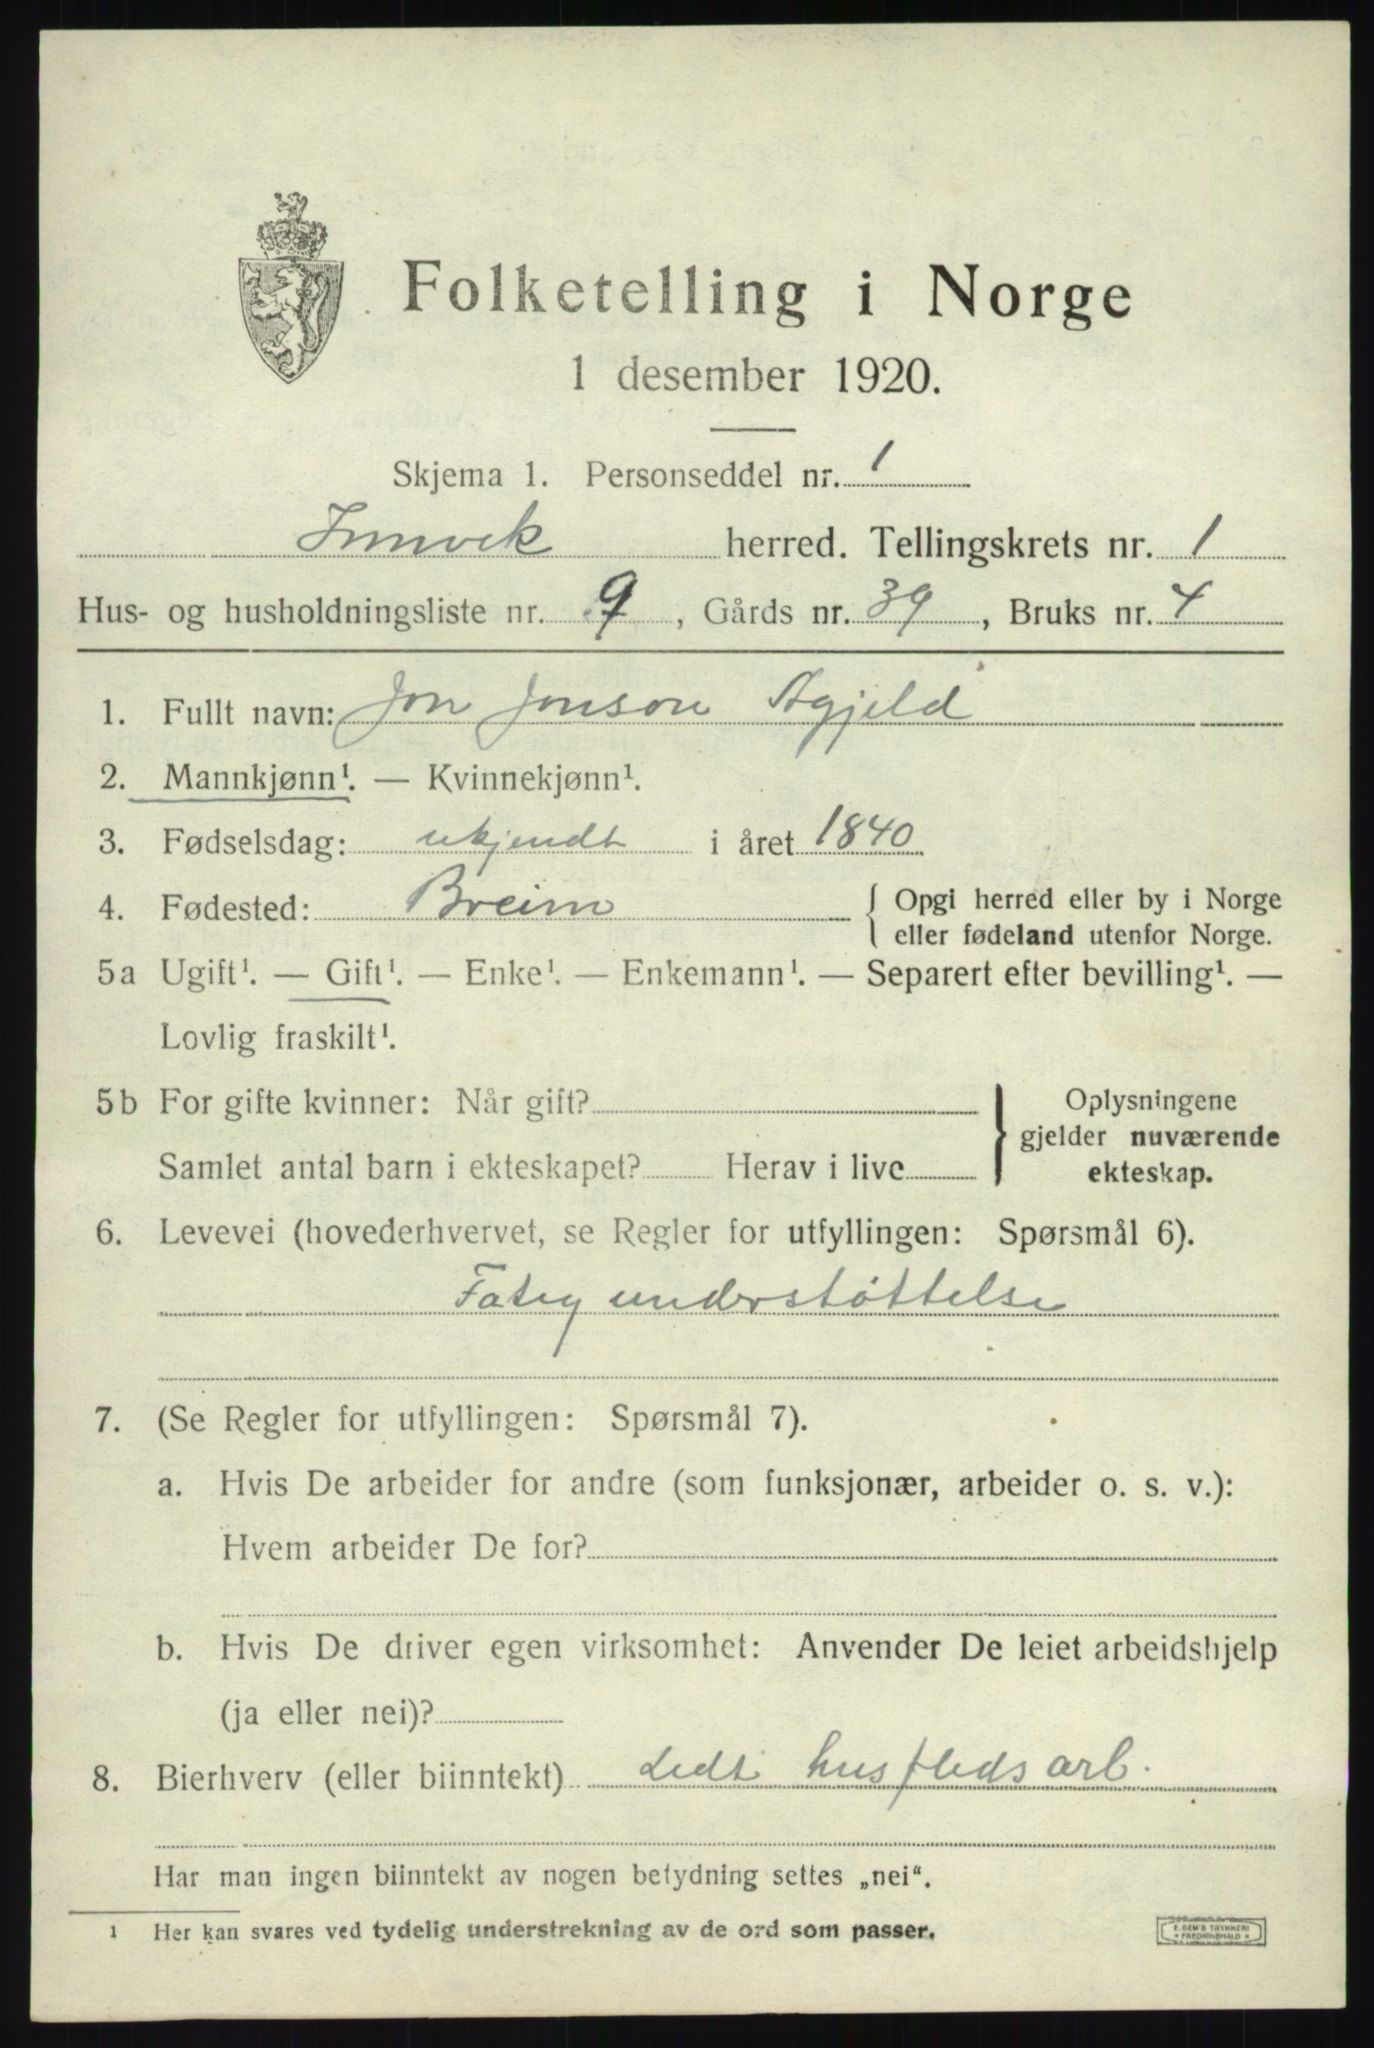 Folketelling i Norge
1 desember 1920.
Skjema 1. Personseddel nr. 1
Innvik herred. Tellingskrets nr. 1
Hus- og husholdningsliste nr. 9, Gårds nr. 39, Bruks nr. 4
1. Fullt navn: Jon Jonson Agjeld
2. Mannkjønn¹. — Kvinnekjønn¹.
3. Fødselsdag: ukjendt i året 1840
4. Fødested: Breim { Opgi herred eller by i Norge
eller fødeland utenfor Norge.
5a Ugift¹. — Gift¹. — Enke¹. — Enkemann¹. — Separert efter bevilling¹. —
Lovlig fraskilt¹.
5b For gifte kvinner: Når gift? } Oplysningene
gjelder nuværende
Samlet antal barn i ekteskapet? Herav i live
ekteskap.
6. Levevei (hovederhvervet, se Regler for utfyllingen: Spørsmål 6).
Fatig understøttelse
7. (Se Regler for utfyllingen: Spørsmål 7).
a. Hvis De arbeider for andre (som funksjonær, arbeider o. s. v.):
Hvem arbeider De for?
b. Hvis De driver egen virksomhet: Anvender De leiet arbeidshjelp
(ja eller nei)?
8. Bierhverv (eller biinntekt) Lidt husflidsarb.
Har man ingen biinntekt av nogen betydning settes „nei“.
1 Her kan svares ved tydelig understrekning av de ord som passer.
E. SEM'S TRYKKERI
FREDRIKSHALD